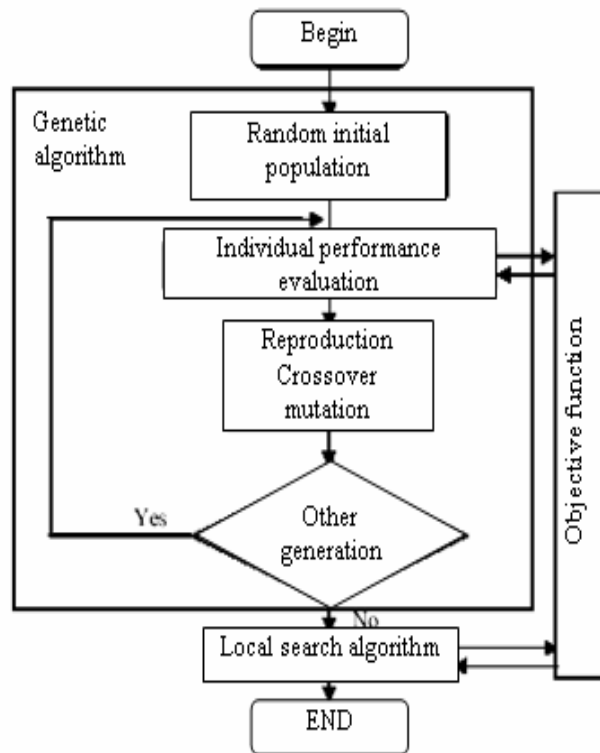 Begin
Genetic
algorithm
Random initial
population
Individual performance
evaluation
Reproduction
Crossover
mutation
Yes
Other
generation
No
Local search algorithm
END
Objective function